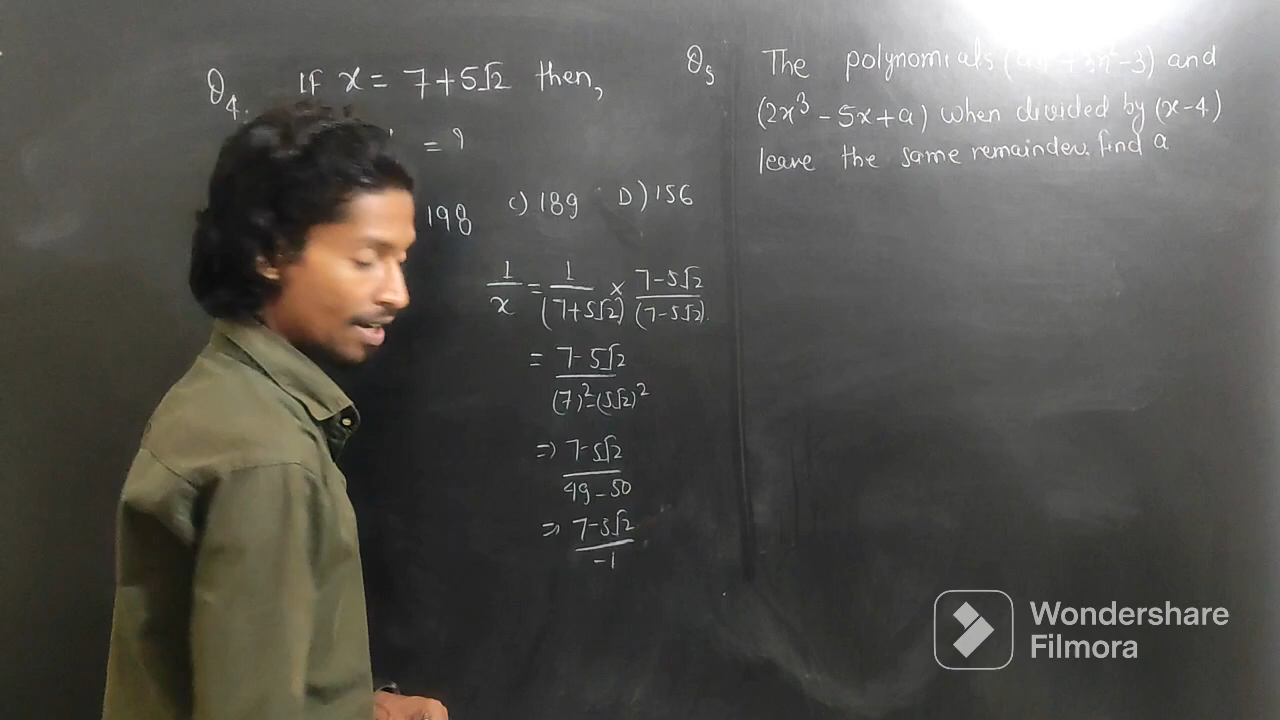 Q4. If x = 7+5√2 then,
= ?
198 C) 189 D) 156
1/x = 1/(7+5√2) × 7-5√2/(7-5√2).
= 7-5√2/(7)²-(5√2)²
=> 7-5√2/49-50
=> 7-5√2/-1
Q5 The polynomials ( +3x²-3) and
(2x³ - 5x+a) when divided by (x-4)
leave the same remainder. find a
Wondershare
Filmora